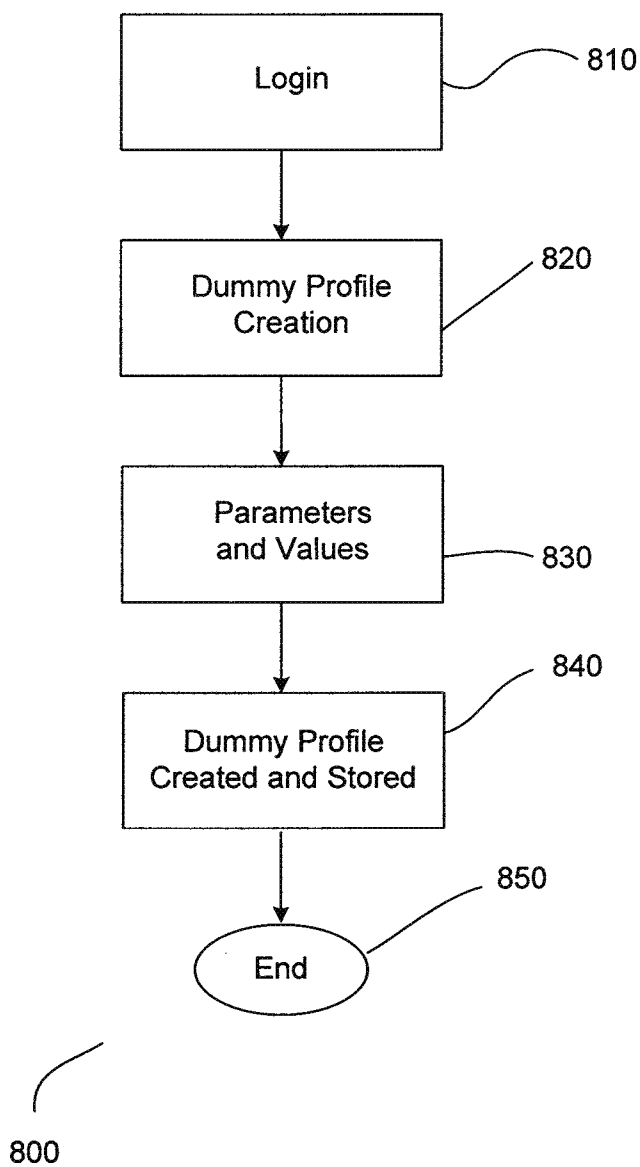 Login
810
Dummy Profile
Creation
820
Parameters
and Values
830
Dummy Profile
Created and Stored
840
End
850
800